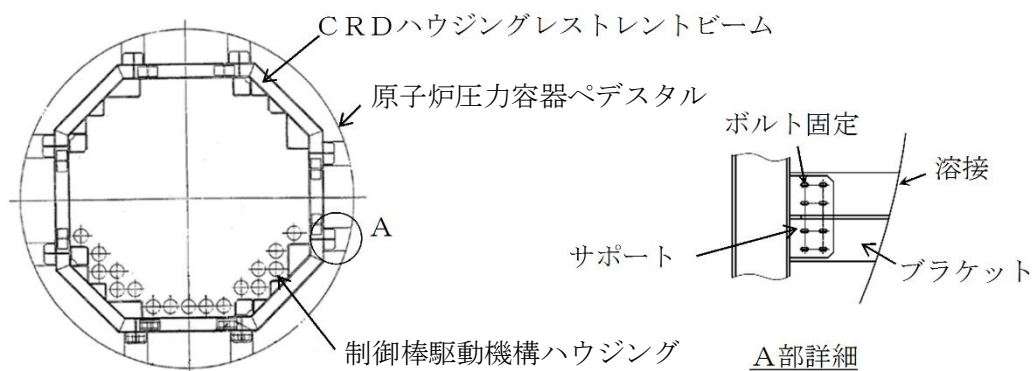 CRDハウジングレストレントビーム
原子炉圧力容器ペデスタル
A
制御棒駆動機構ハウジング
ボルト固定
溶接
サポート
ブラケット
A部詳細